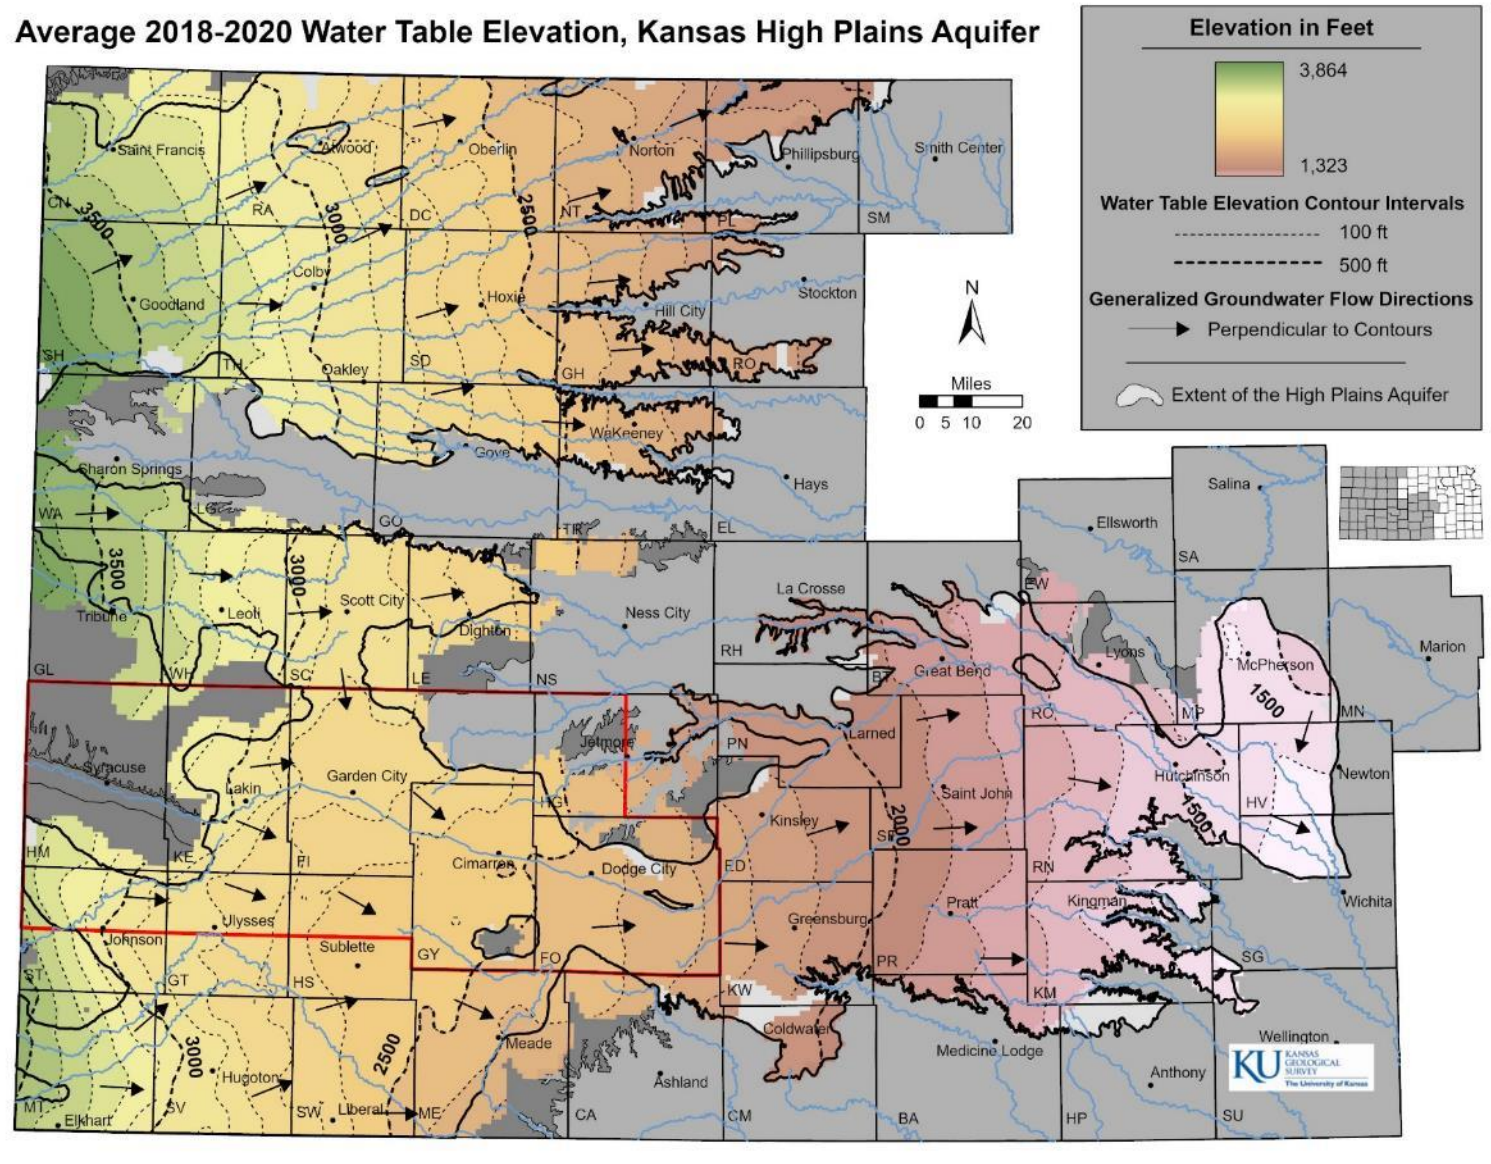 Average 2018-2020 Water Table Elevation, Kansas High Plains Aquifer
Elevation in Feet
3,864
1,323
Water Table Elevation Contour Intervals
100 ft
500 ft
Generalized Groundwater Flow Directions
Perpendicular to Contours
Extent of the High Plains Aquifer
N
Miles
0 5 10 20
Saint Francis
Atwood
Oberlin
Norton
Phillipsburg
Smith Center
CN
RA
DC
NT
PL
SM
3500
3000
2500
Goodland
Colby
Hoxie
Hill City
Stockton
SH
TH
SD
GH
RO
Oakley
Sharon Springs
Gove
WaKeeney
Hays
WA
LG
GO
TR
EL
Salina
Ellsworth
SA
EW
3500
3000
Tribune
Leoti
Scott City
Dighton
Ness City
La Crosse
Great Bend
Lyons
McPherson
Marion
GL
WH
SC
LE
NS
RH
BT
RC
MP
MN
1500
Syracuse
Lakin
Garden City
Jetmore
Larned
Hutchinson
Newton
PN
HG
HV
Saint John
Kinsley
2000
1500
HM
KE
FI
Cimarron
Dodge City
ED
SF
RN
Ulysses
Johnson
Sublette
Greensburg
Pratt
Kingman
Wichita
ST
GT
HS
GY
FO
KW
PR
KM
SG
3000
2500
Hugoton
Meade
Coldwater
Medicine Lodge
Wellington
Ashland
Anthony
Elkhart
Liberal
MT
SV
SW
ME
CA
CM
BA
HP
SU
KU
KANSAS
GEOLOGICAL
SURVEY
The University of Kansas